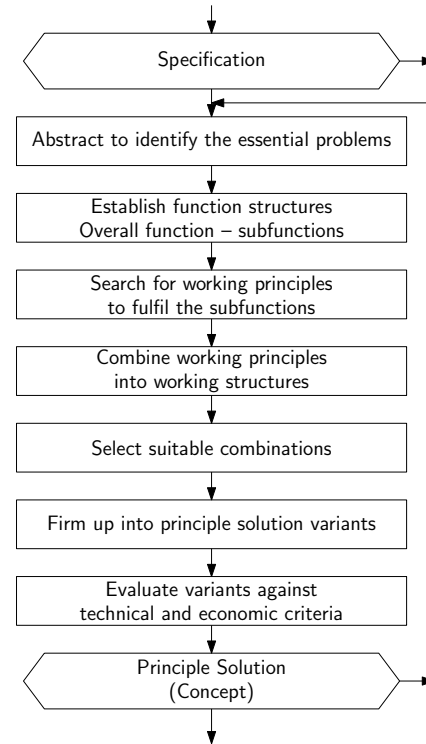 Specification
Abstract to identify the essential problems
Establish function structures
Overall function – subfunctions
Search for working principles
to fulfil the subfunctions
Combine working principles
into working structures
Select suitable combinations
Firm up into principle solution variants
Evaluate variants against
technical and economic criteria
Principle Solution
(Concept)